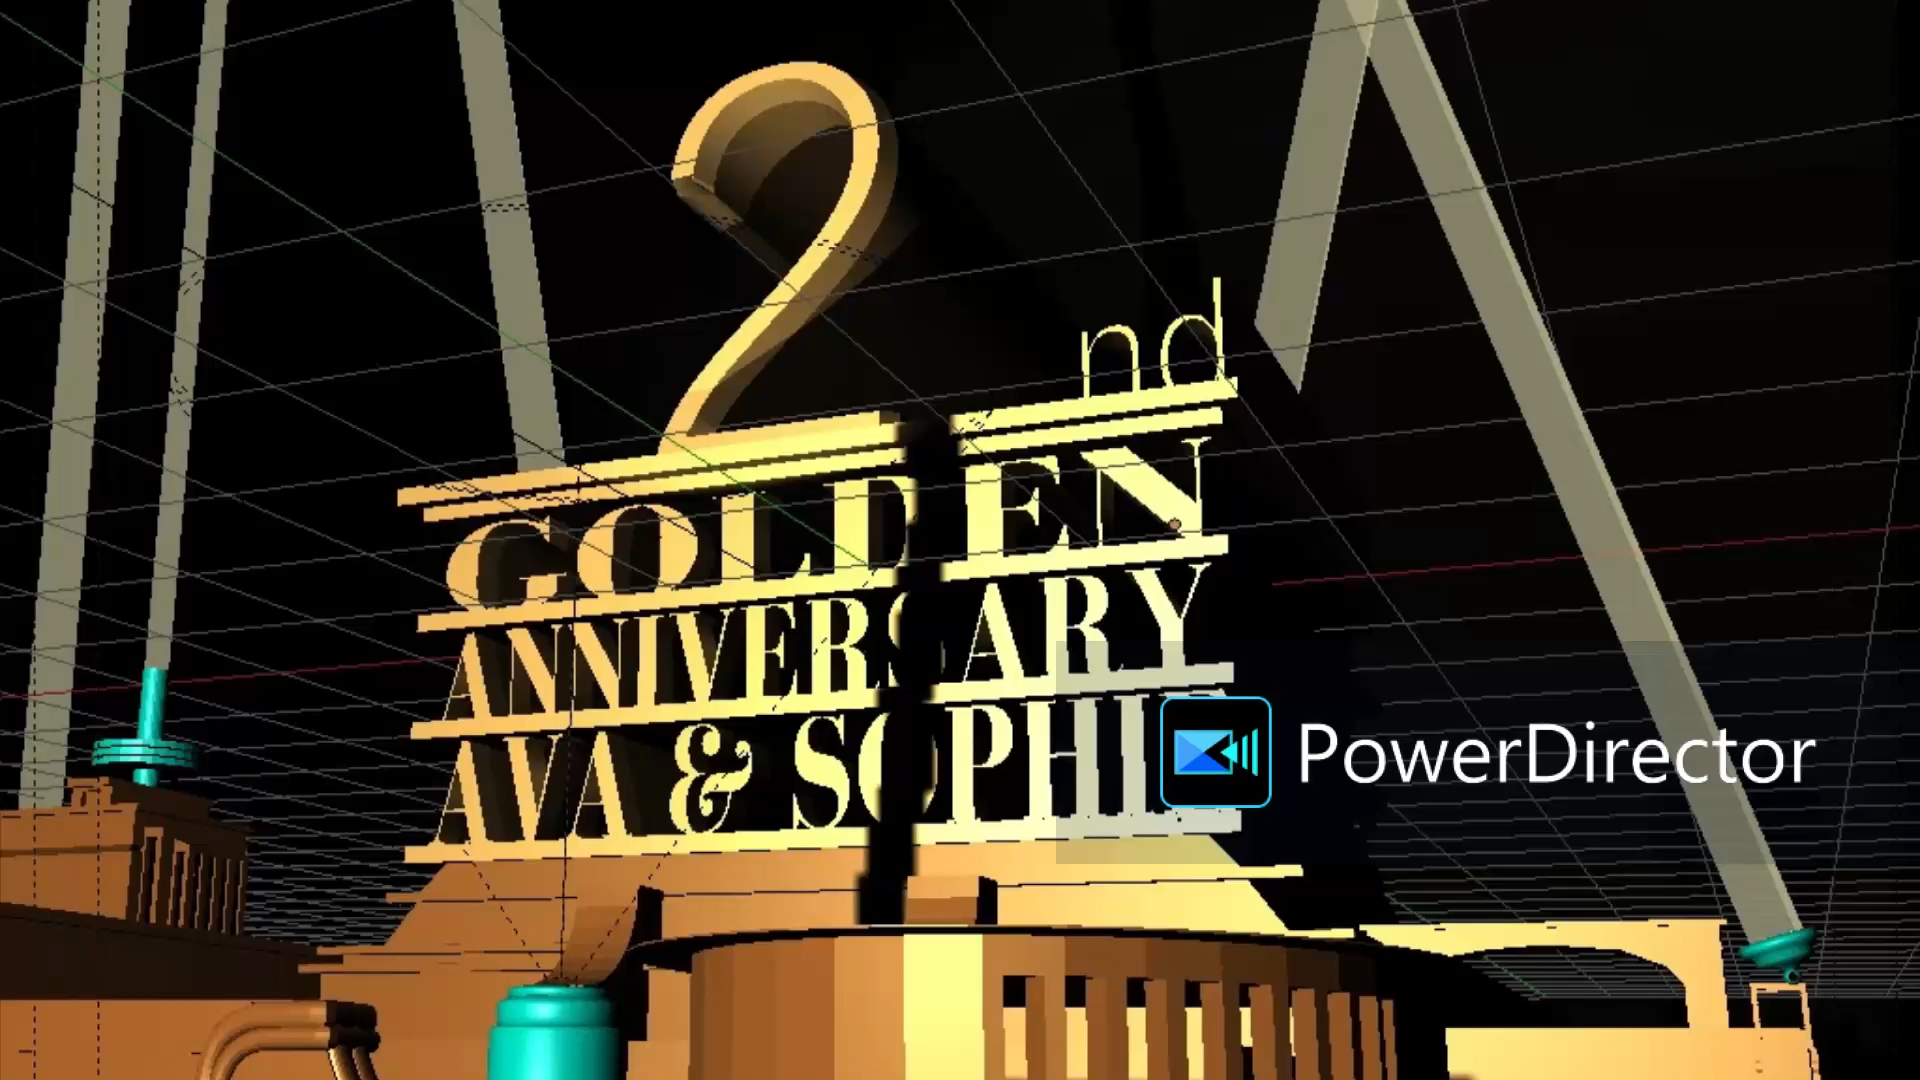 2nd
GOLDEN
ANNIVERSARY
AVA & SOPHIE
PowerDirector